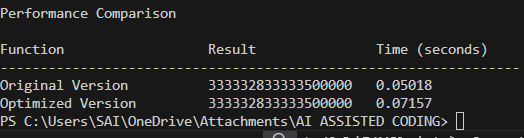 Performance Comparison
Function Result Time (seconds)
--------------------------------------------------------------------
Original Version 333332833333500000 0.05018
Optimized Version 333332833333500000 0.07157
PS C:\Users\SAI\OneDrive\Attachments\AI ASSISTED CODING>